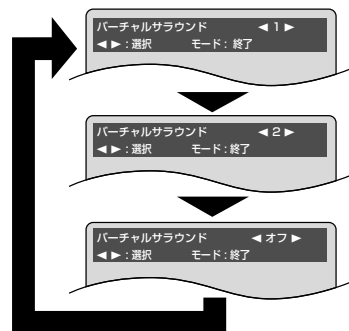 バーチャルサラウンド ◀ 1 ▶
◀ ▶ : 選択 モード : 終了
バーチャルサラウンド ◀ 2 ▶
◀ ▶ : 選択 モード : 終了
バーチャルサラウンド ◀ オフ ▶
◀ ▶ : 選択 モード : 終了